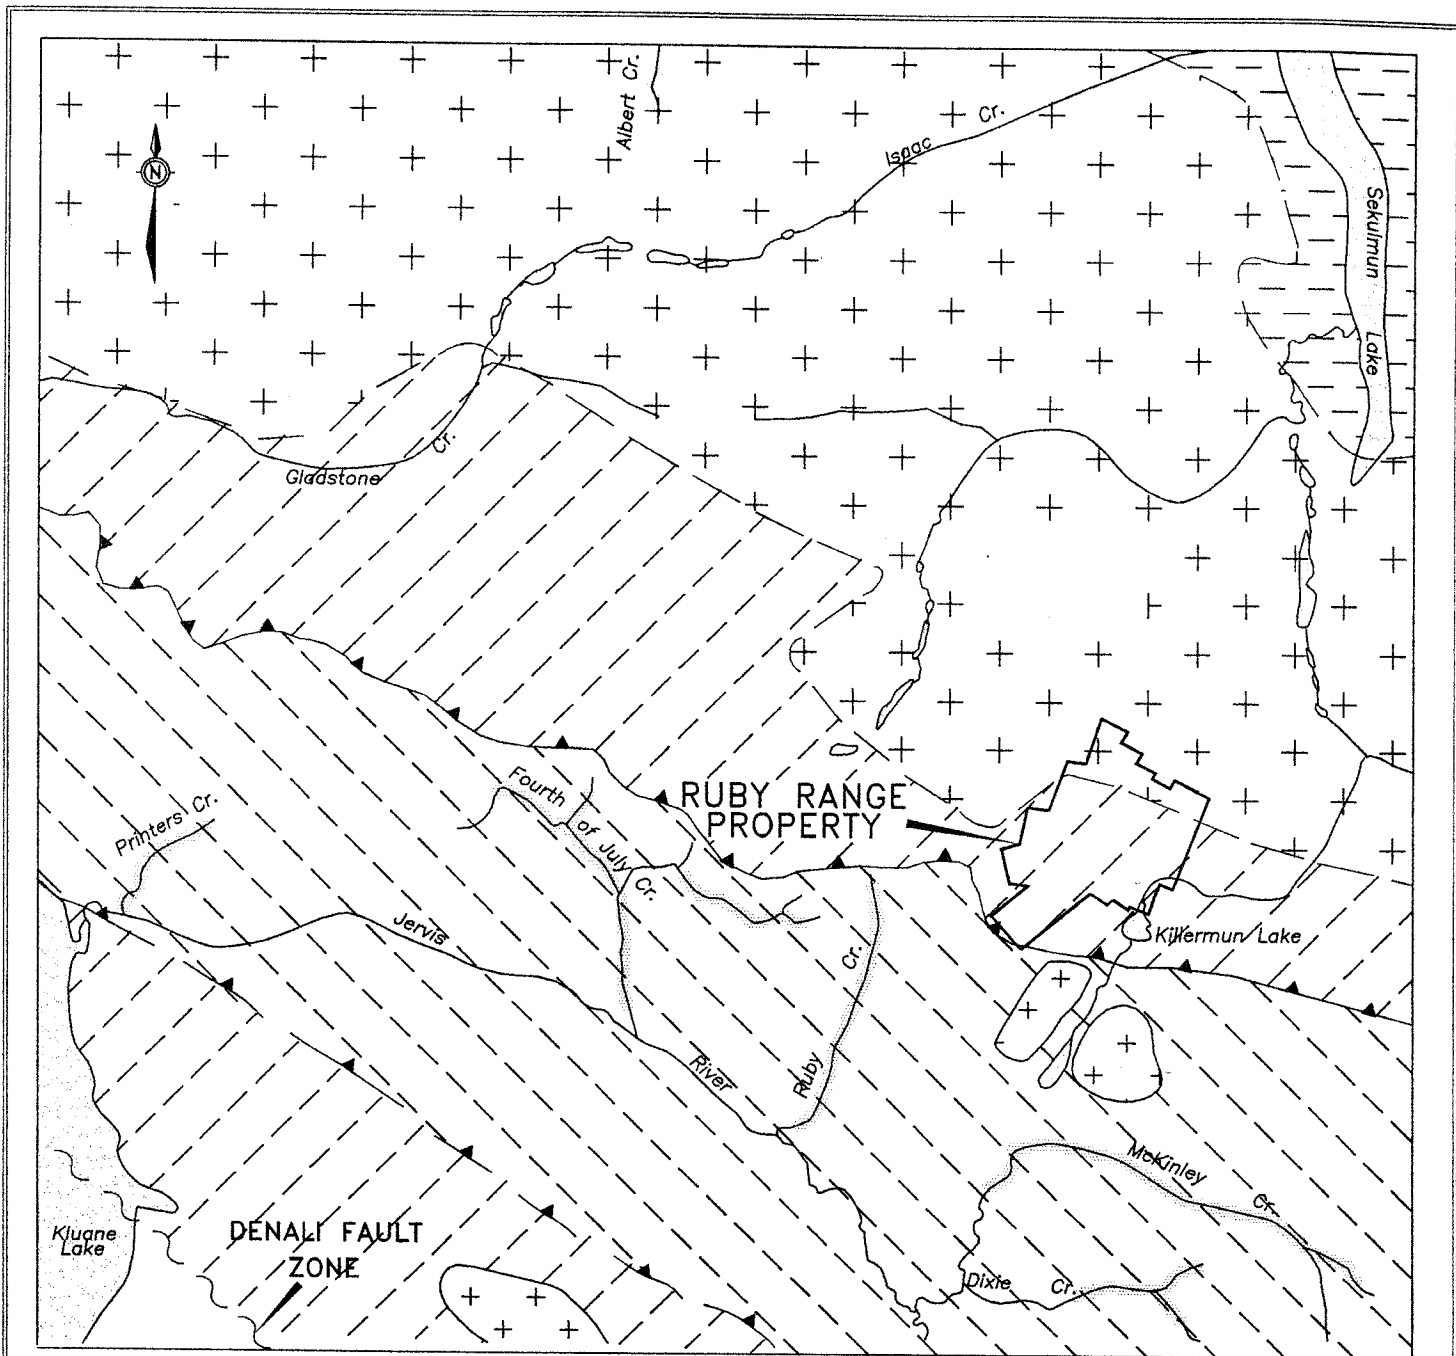 Albert Cr.
Isaac Cr.
N
Sekulmun Lake
Gladstone Cr.
RUBY RANGE
PROPERTY
Fourth of July Cr.
Printers Cr.
Jervis River
Killermun Lake
Ruby Cr.
McKinley Cr.
Kluane
Lake
DENALI FAULT
ZONE
Dixie Cr.